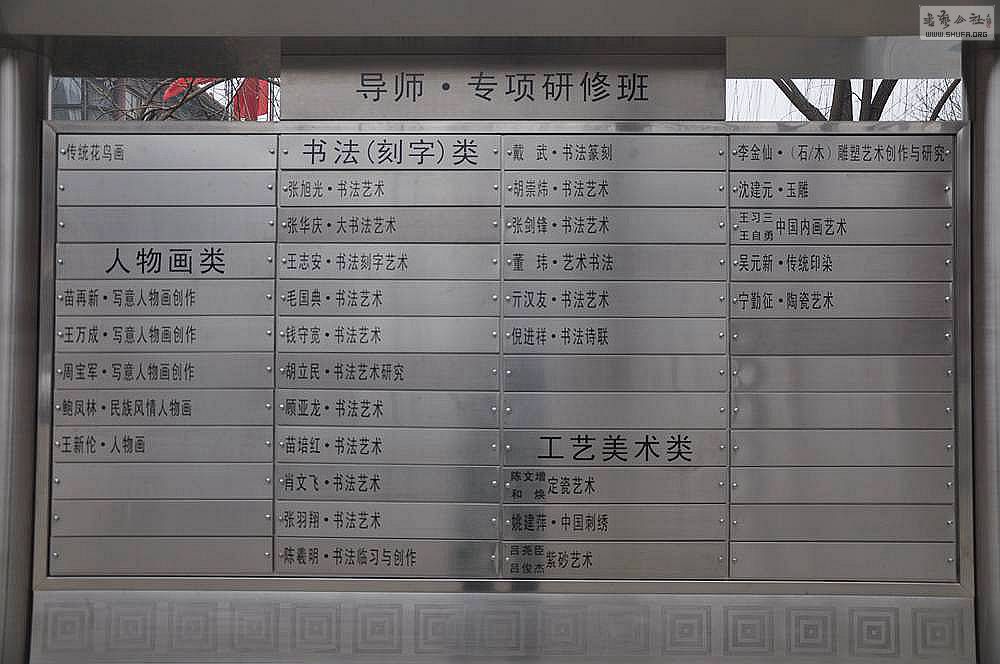 WWW.SHUFA.ORG
导师·专项研修班
传统花鸟画
人物画类
苗再新·写意人物画创作
王万成·写意人物画创作
周宝军·写意人物画创作
鲍凤林·民族风情人物画
王新伦·人物画
书法(刻字)类
张旭光·书法艺术
张华庆·大书法艺术
王志安·书法刻字艺术
毛国典·书法艺术
钱守宽·书法艺术
胡立民·书法艺术研究
顾亚龙·书法艺术
苗培红·书法艺术
肖文飞·书法艺术
张羽翔·书法艺术
陈羲明·书法临习与创作
戴 武·书法篆刻
胡崇炜·书法艺术
张剑锋·书法艺术
董 玮·艺术书法
亓汉友·书法艺术
倪进祥·书法诗联
工艺美术类
陈文增
和 焕
定瓷艺术
姚建萍·中国刺绣
吕尧臣
吕俊杰
紫砂艺术
李金仙·(石/木)雕塑艺术创作与研究
沈建元·玉雕
王习三
王自勇
中国内画艺术
吴元新·传统印染
宁勤征·陶瓷艺术